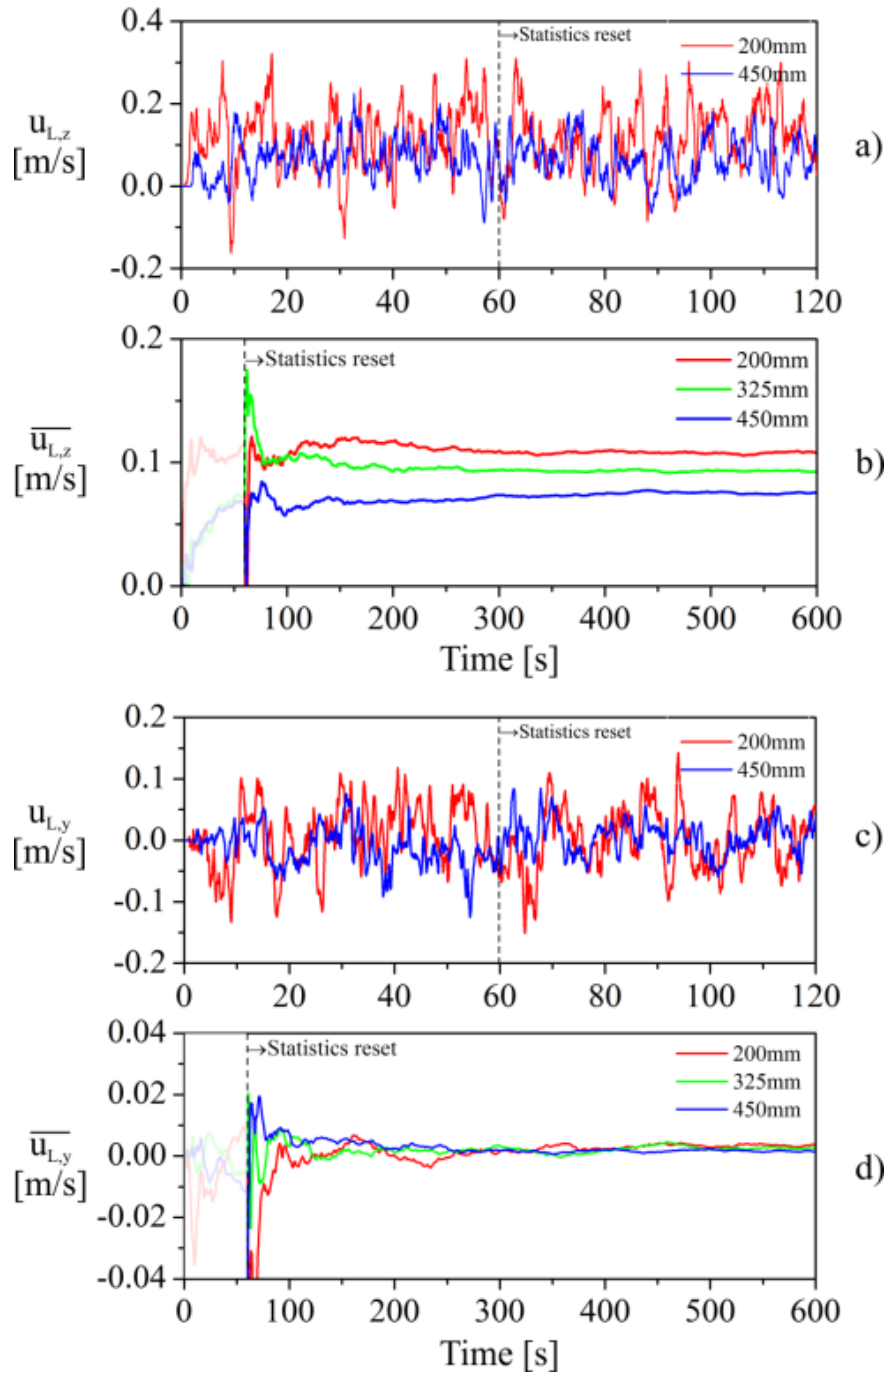 0.4
→Statistics reset
200mm
450mm
0.2
u_L,z
[m/s]
a)
0.0
-0.2
0 20 40 60 80 100 120
0.2
→Statistics reset
200mm
325mm
450mm
u_L,z
[m/s]
0.1
b)
0.0
0 100 200 300 400 500 600
Time [s]
0.2
→Statistics reset
200mm
450mm
0.1
u_L,y
[m/s]
0.0
c)
-0.1
-0.2
0 20 40 60 80 100 120
0.04
→Statistics reset
200mm
325mm
450mm
0.02
u_L,y
[m/s]
0.00
d)
-0.02
-0.04
0 100 200 300 400 500 600
Time [s]